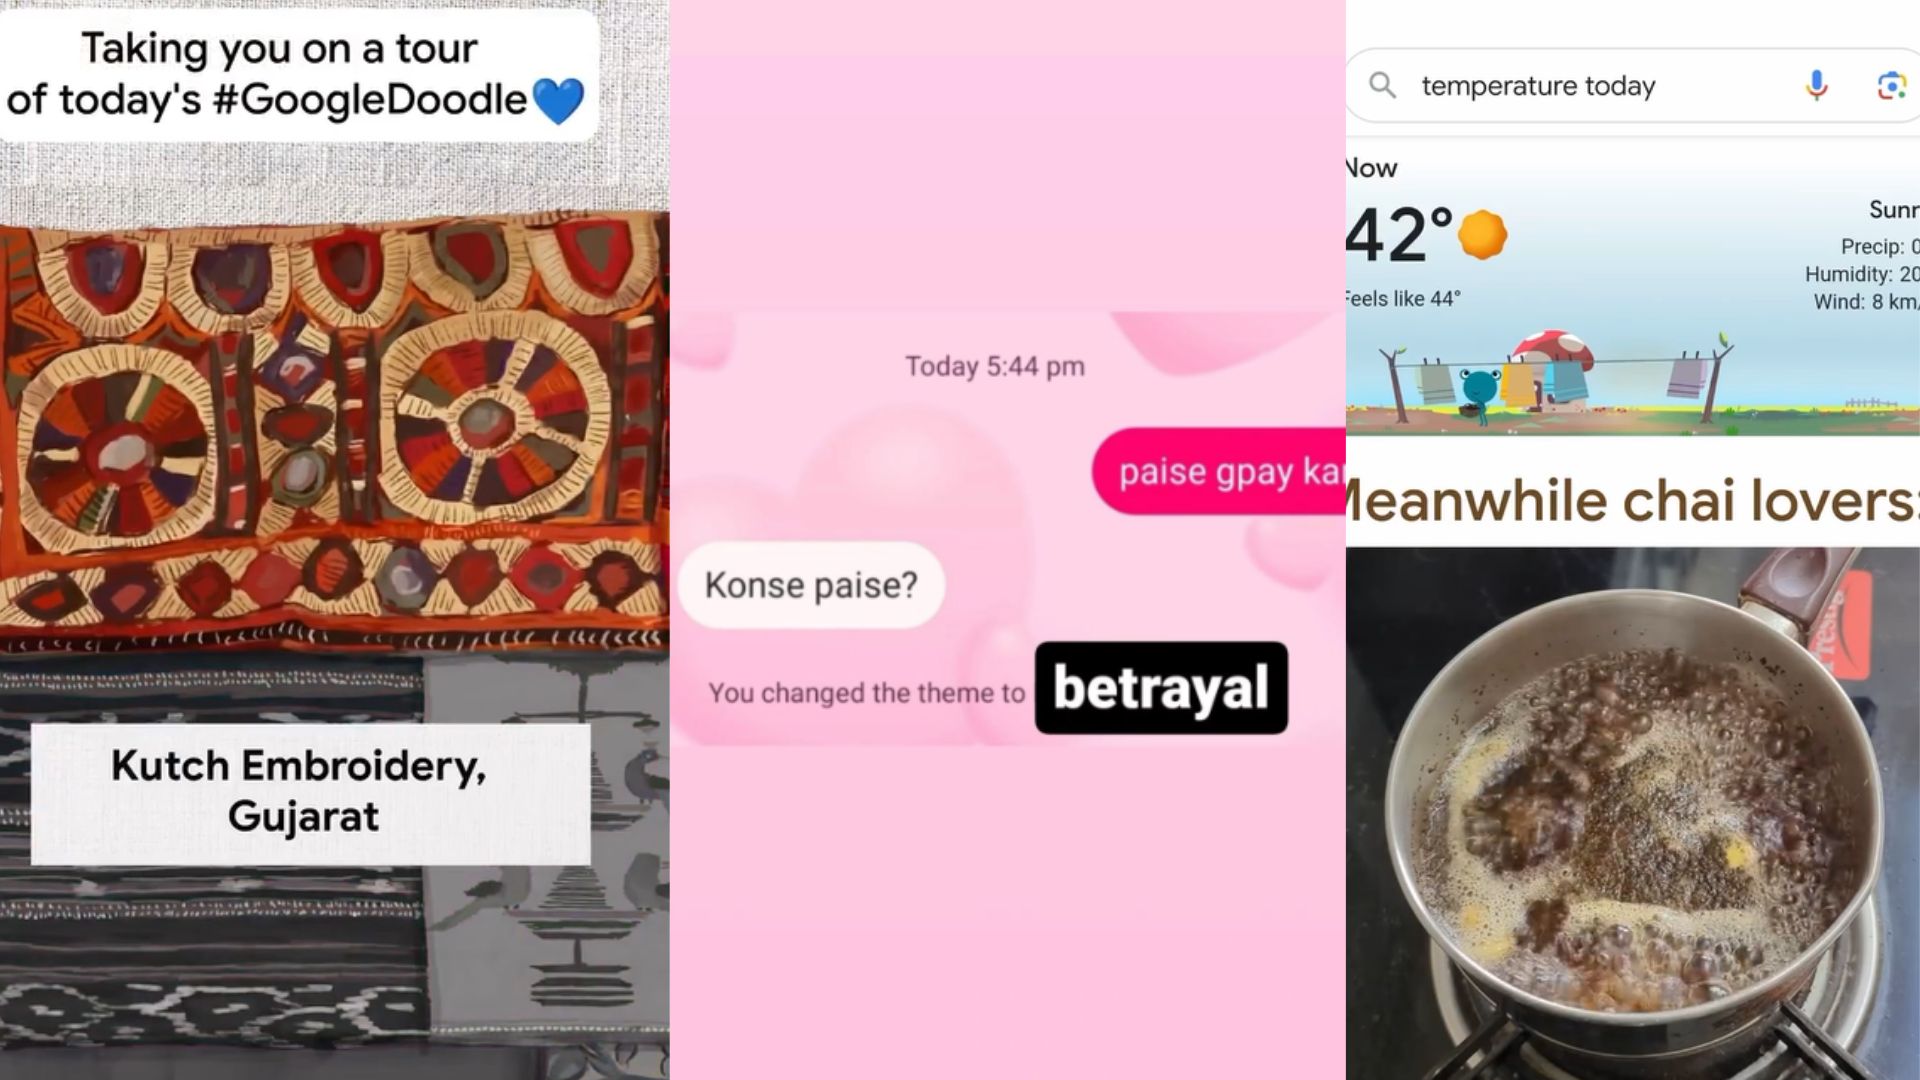 Taking you on a tour
of today's #GoogleDoodle💙
Kutch Embroidery,
Gujarat
Today 5:44 pm
paise gpay kar
Konse paise?
You changed the theme to betrayal
temperature today
Now
42°
Feels like 44°
Sunn
Precip: 0
Humidity: 20
Wind: 8 km/
Meanwhile chai lovers: